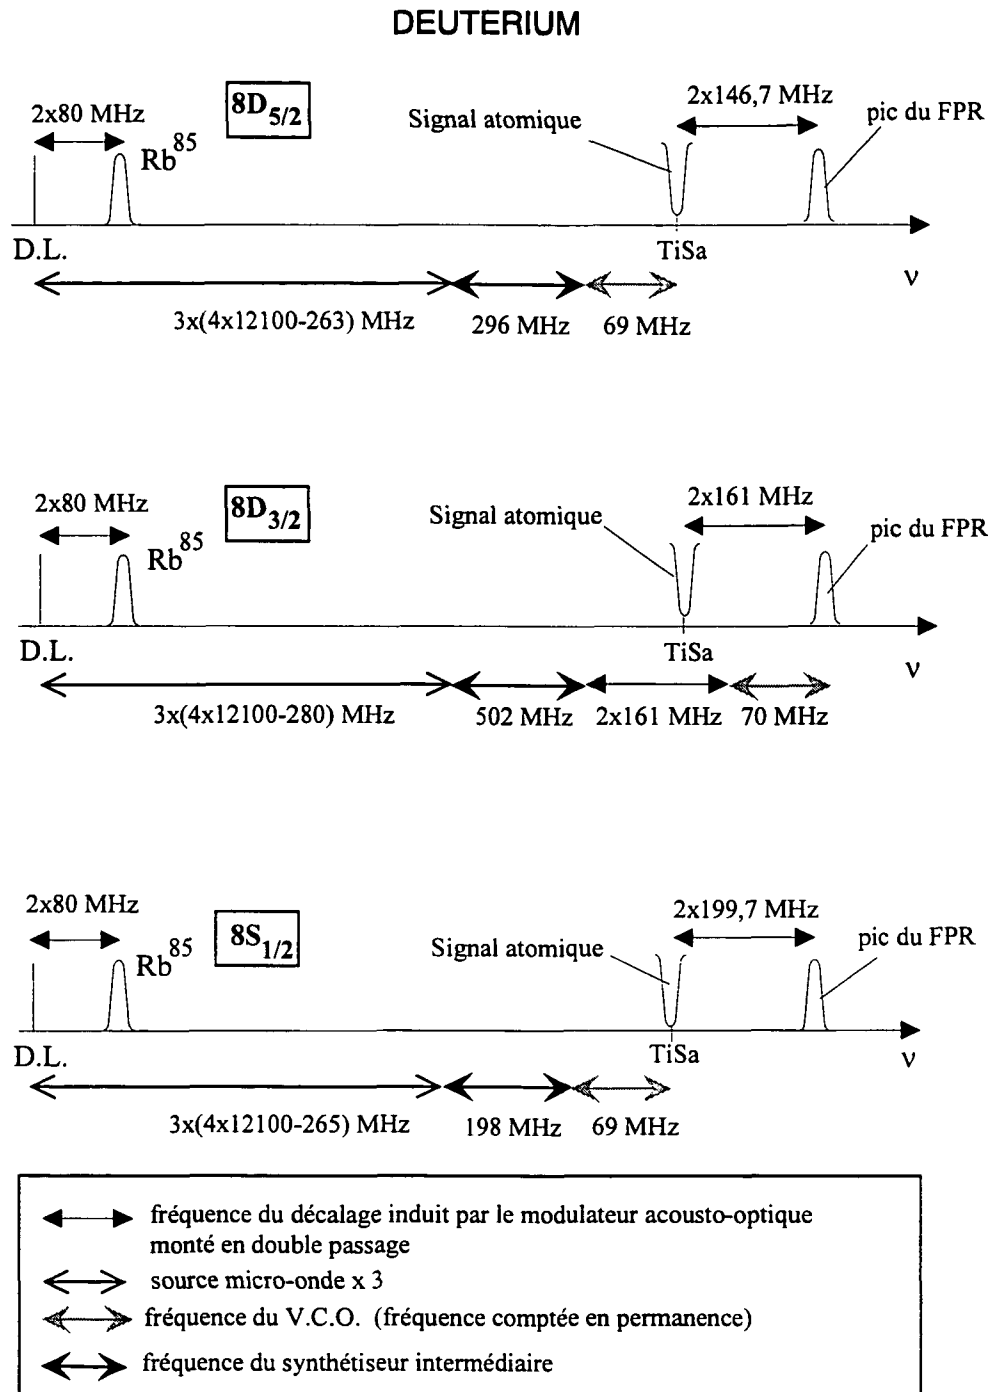 DEUTERIUM
2x80 MHz
8D5/2
Signal atomique
2x146,7 MHz
pic du FPR
Rb85
D.L.
TiSa
ν
3x(4x12100-263) MHz
296 MHz
69 MHz
2x80 MHz
8D3/2
Signal atomique
2x161 MHz
pic du FPR
Rb85
D.L.
TiSa
ν
3x(4x12100-280) MHz
502 MHz
2x161 MHz
70 MHz
2x80 MHz
8S1/2
Signal atomique
2x199,7 MHz
pic du FPR
Rb85
D.L.
TiSa
ν
3x(4x12100-265) MHz
198 MHz
69 MHz
fréquence du décalage induit par le modulateur acousto-optique
monté en double passage
source micro-onde x 3
fréquence du V.C.O. (fréquence comptée en permanence)
fréquence du synthétiseur intermédiaire